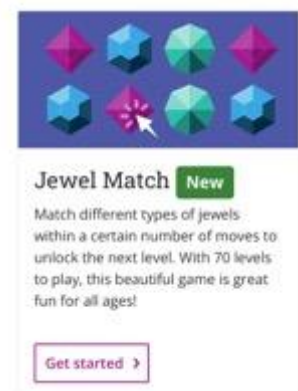 Jewel Match New
Match different types of jewels
within a certain number of moves to
unlock the next level. With 70 levels
to play, this beautiful game is great
fun for all ages!
Get started >